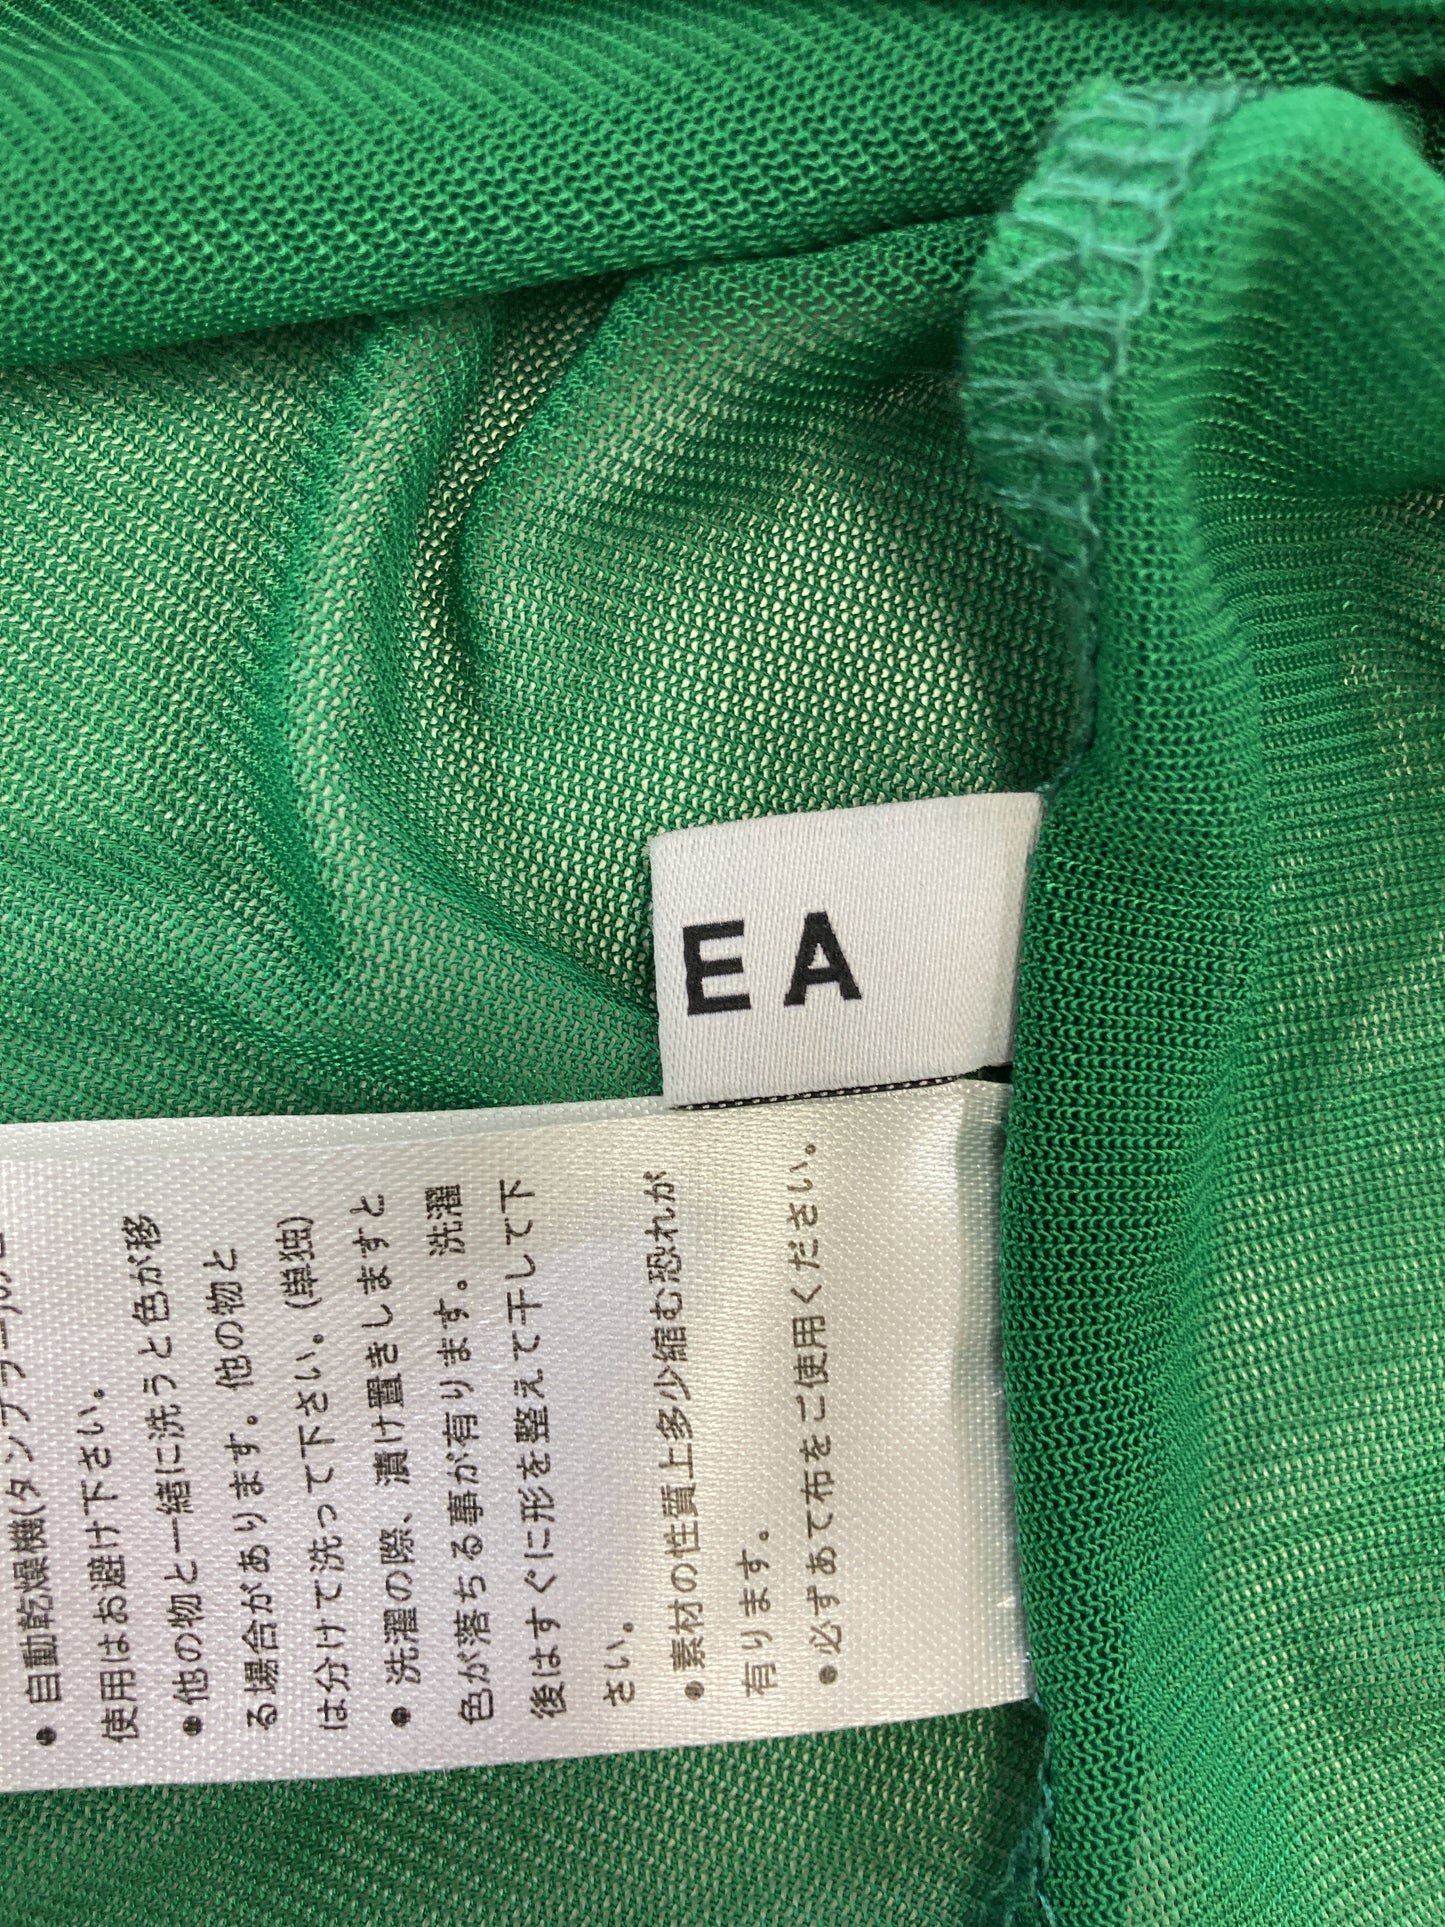 EA
• 自動乾燥機(タンブラー)のご
使用はお避け下さい。
•他の物と一緒に洗うと色が移
る場合があります。他の物と
は分けて洗って下さい。(単独)
• 洗濯の際、漬け置きしますと
色が落ちる事が有ります。洗濯
後はすぐに形を整えて干して下
さい。
•素材の性質上多少縮む恐れが
有ります。
•必ずあて布をご使用ください。